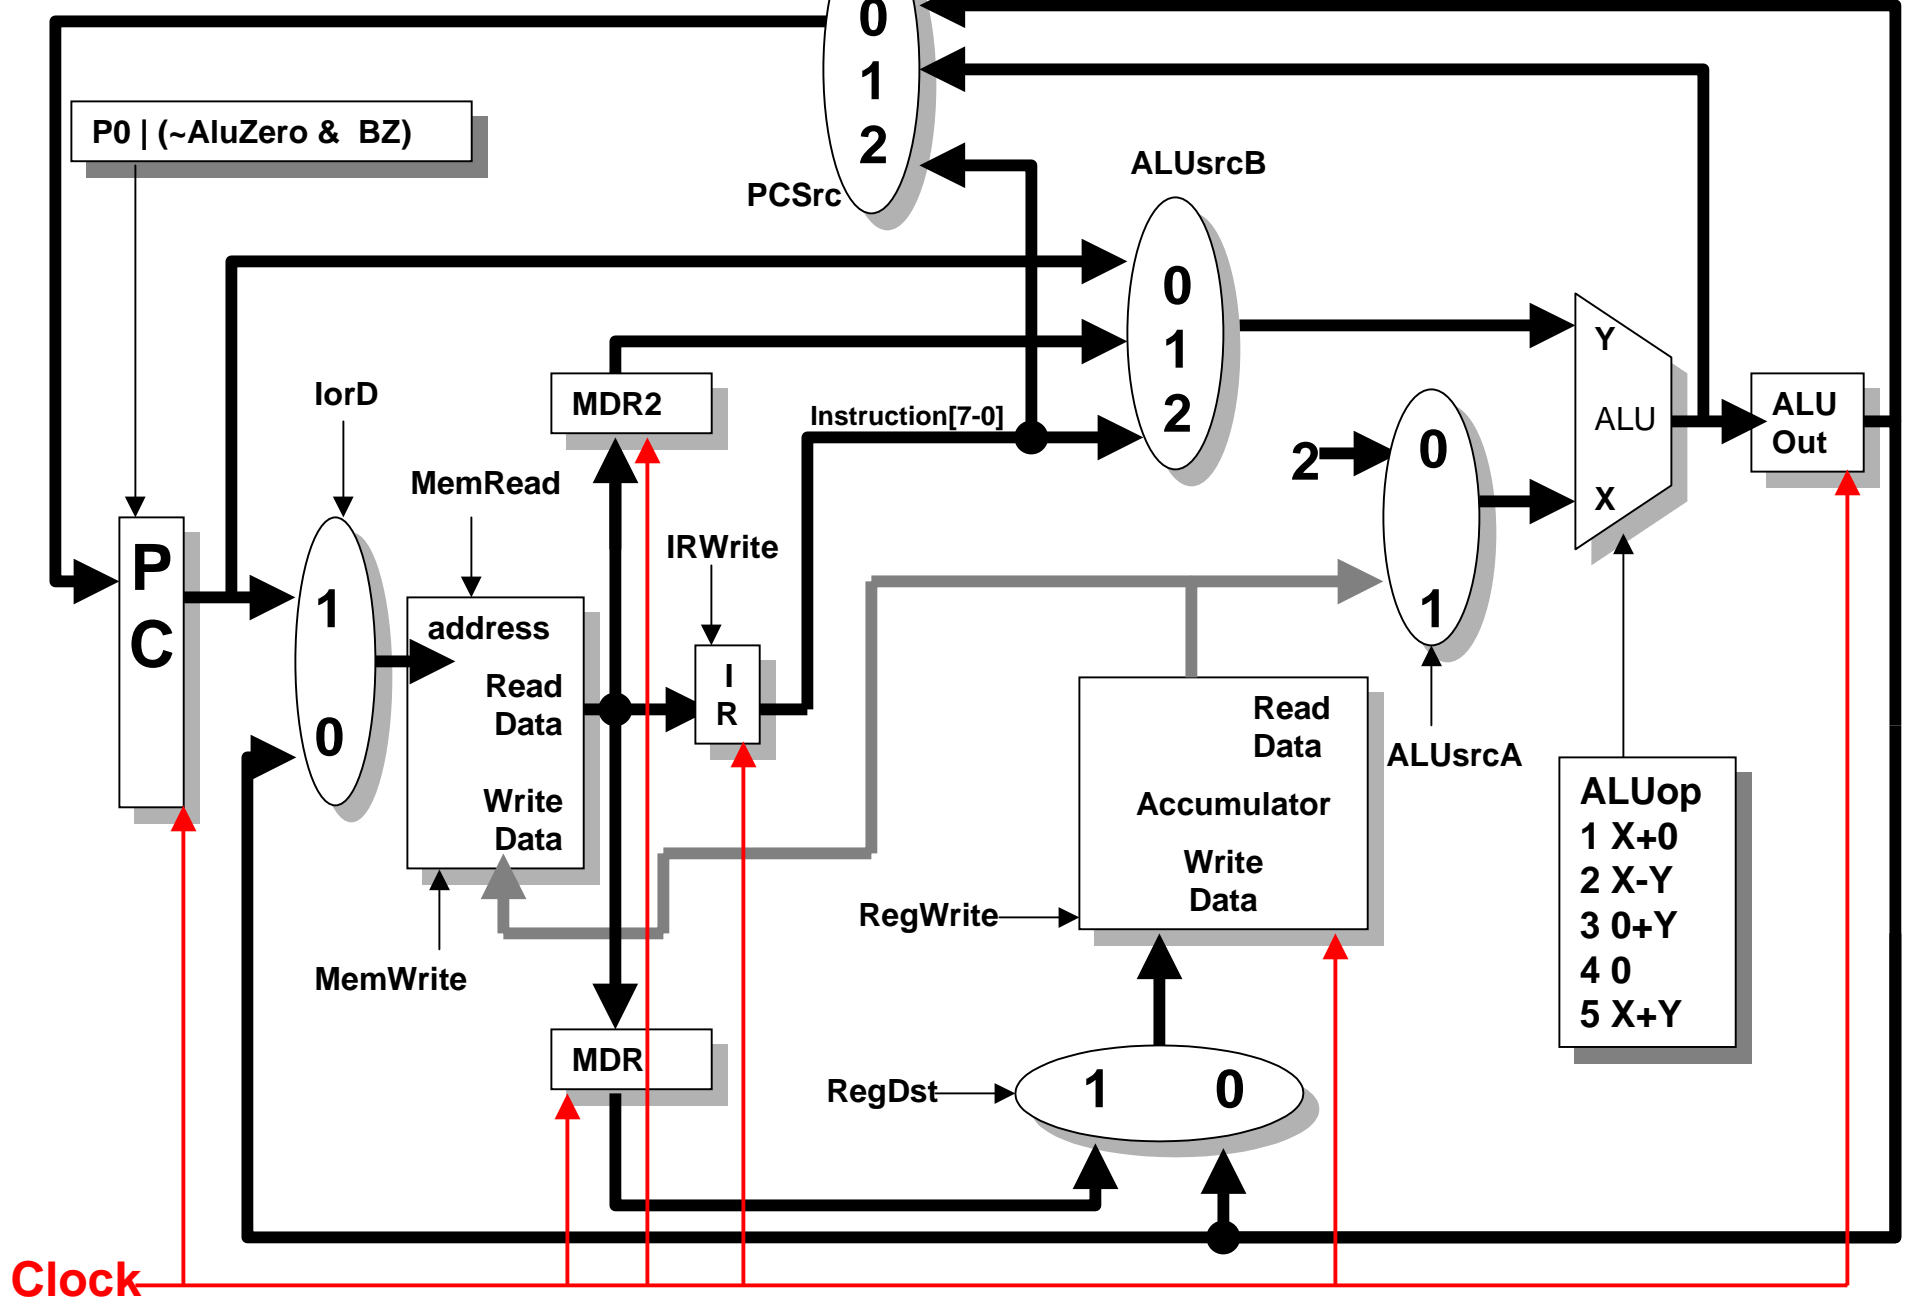 0
1
2
PCSrc
P0 | (~AluZero & BZ)
ALUsrcB
0
1
2
Y
ALU
X
ALU
Out
IorD
MDR2
Instruction[7-0]
2
0
1
MemRead
IRWrite
P
C
1
0
address
Read
Data
Write
Data
I
R
Read
Data
Accumulator
Write
Data
ALUsrcA
ALUop
1 X+0
2 X-Y
3 0+Y
4 0
5 X+Y
RegWrite
MemWrite
MDR
RegDst
1 0
Clock